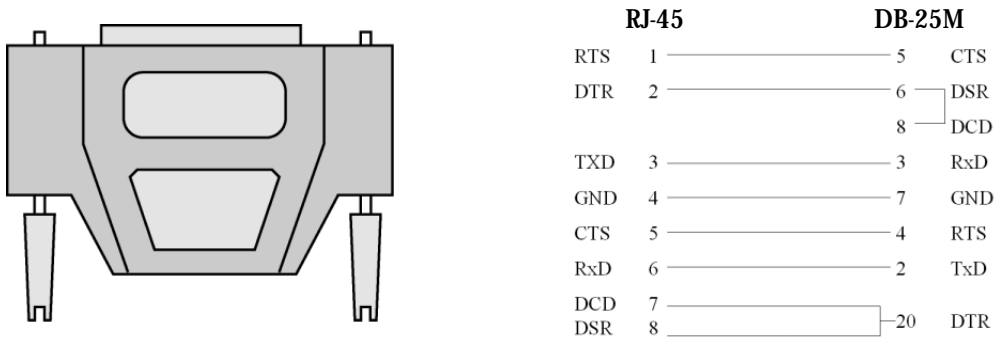 RJ-45 DB-25M
RTS 1 5 CTS
DTR 2 6 DSR
8 DCD
TXD 3 3 RxD
GND 4 7 GND
CTS 5 4 RTS
RxD 6 2 TxD
DCD 7
20 DTR
DSR 8